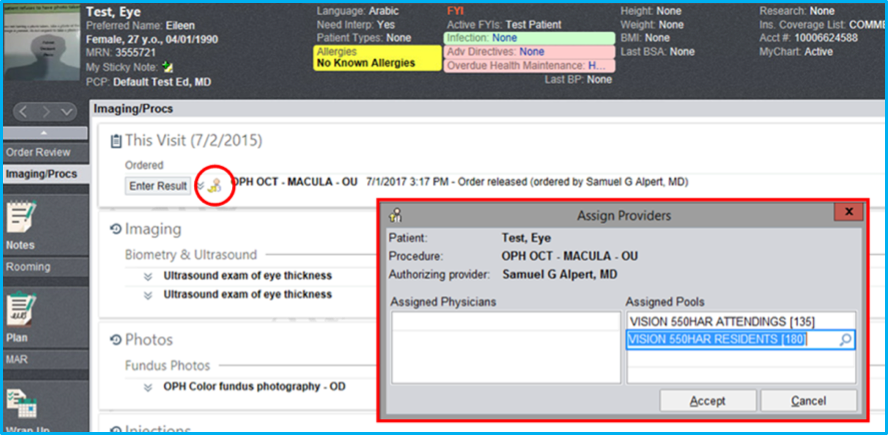 Test, Eye
Preferred Name: Eileen
Female, 27 y.o., 04/01/1990
MRN: 3555721
My Sticky Note:
PCP: Default Test Ed, MD
Language: Arabic
Need Interp: Yes
Patient Types: None
Allergies
No Known Allergies
FYI
Active FYIs: Test Patient
Infection: None
Adv Directives: None
Overdue Health Maintenance: H...
Last BP: None
Height: None
Weight: None
BMI: None
Last BSA: None
Research: None
Ins. Coverage List: COMME
Acct #: 10006624588
MyChart: Active
Order Review
Imaging/Procs
Notes
Rooming
Plan
MAR
Wrap Up
Imaging/Procs
This Visit (7/2/2015)
Ordered
Enter Result
OPH OCT - MACULA - OU 7/1/2017 3:17 PM - Order released (ordered by Samuel G Alpert, MD)
Imaging
Biometry & Ultrasound
Ultrasound exam of eye thickness
Ultrasound exam of eye thickness
Photos
Fundus Photos
OPH Color fundus photography - OD
Injections
Assign Providers
x
Patient: Test, Eye
Procedure: OPH OCT - MACULA - OU
Authorizing provider: Samuel G Alpert, MD
Assigned Physicians
Assigned Pools
VISION 550HAR ATTENDINGS [135]
VISION 550HAR RESIDENTS [180]
Accept
Cancel